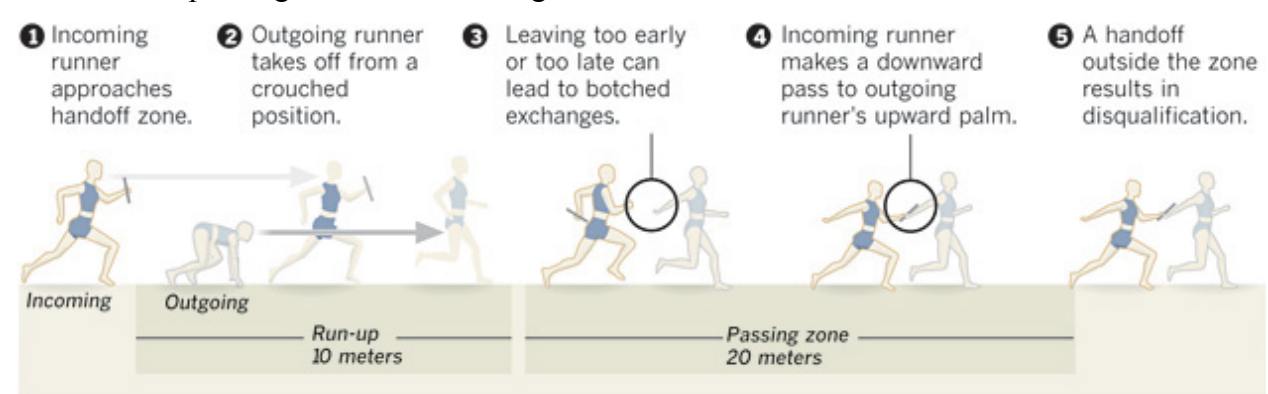 1 Incoming
runner
approaches
handoff zone.
2 Outgoing runner
takes off from a
crouched
position.
3 Leaving too early
or too late can
lead to botched
exchanges.
4 Incoming runner
makes a downward
pass to outgoing
runner's upward palm.
5 A handoff
outside the zone
results in
disqualification.
Incoming
Outgoing
Run-up
10 meters
Passing zone
20 meters